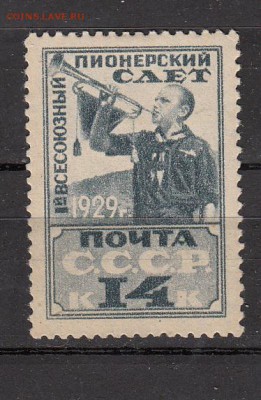 COINS.LAVE.RU
1й ВСЕСОЮЗНЫЙ
ПИОНЕРСКИЙ
СЛЕТ
1929г.
ПОЧТА
С.С.С.Р.
К 14 К